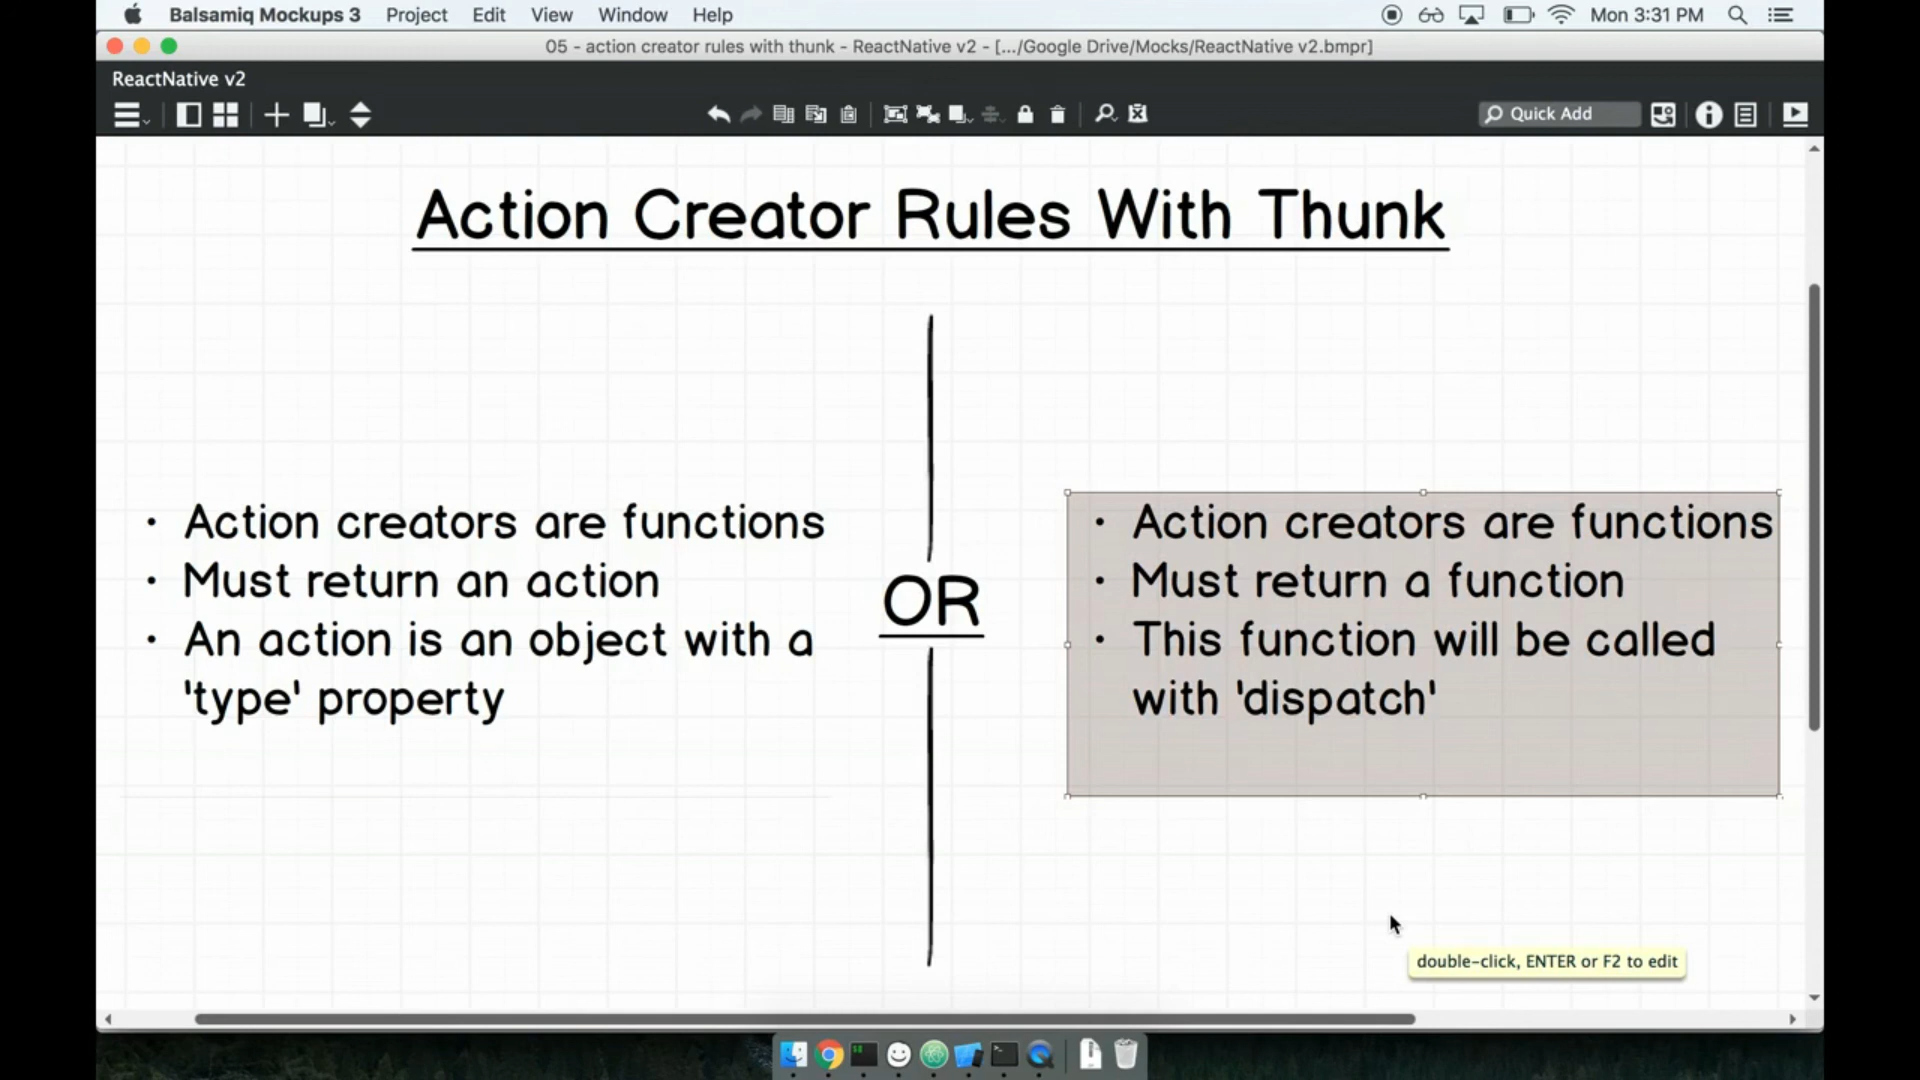 Balsamiq Mockups 3 Project Edit View Window Help Mon 3:31 PM
05 - action creator rules with thunk - ReactNative v2 - [.../Google Drive/Mocks/ReactNative v2.bmpr]
ReactNative v2
Quick Add
Action Creator Rules With Thunk
• Action creators are functions
• Must return an action
• An action is an object with a
'type' property
OR
• Action creators are functions
• Must return a function
• This function will be called
with 'dispatch'
double-click, ENTER or F2 to edit